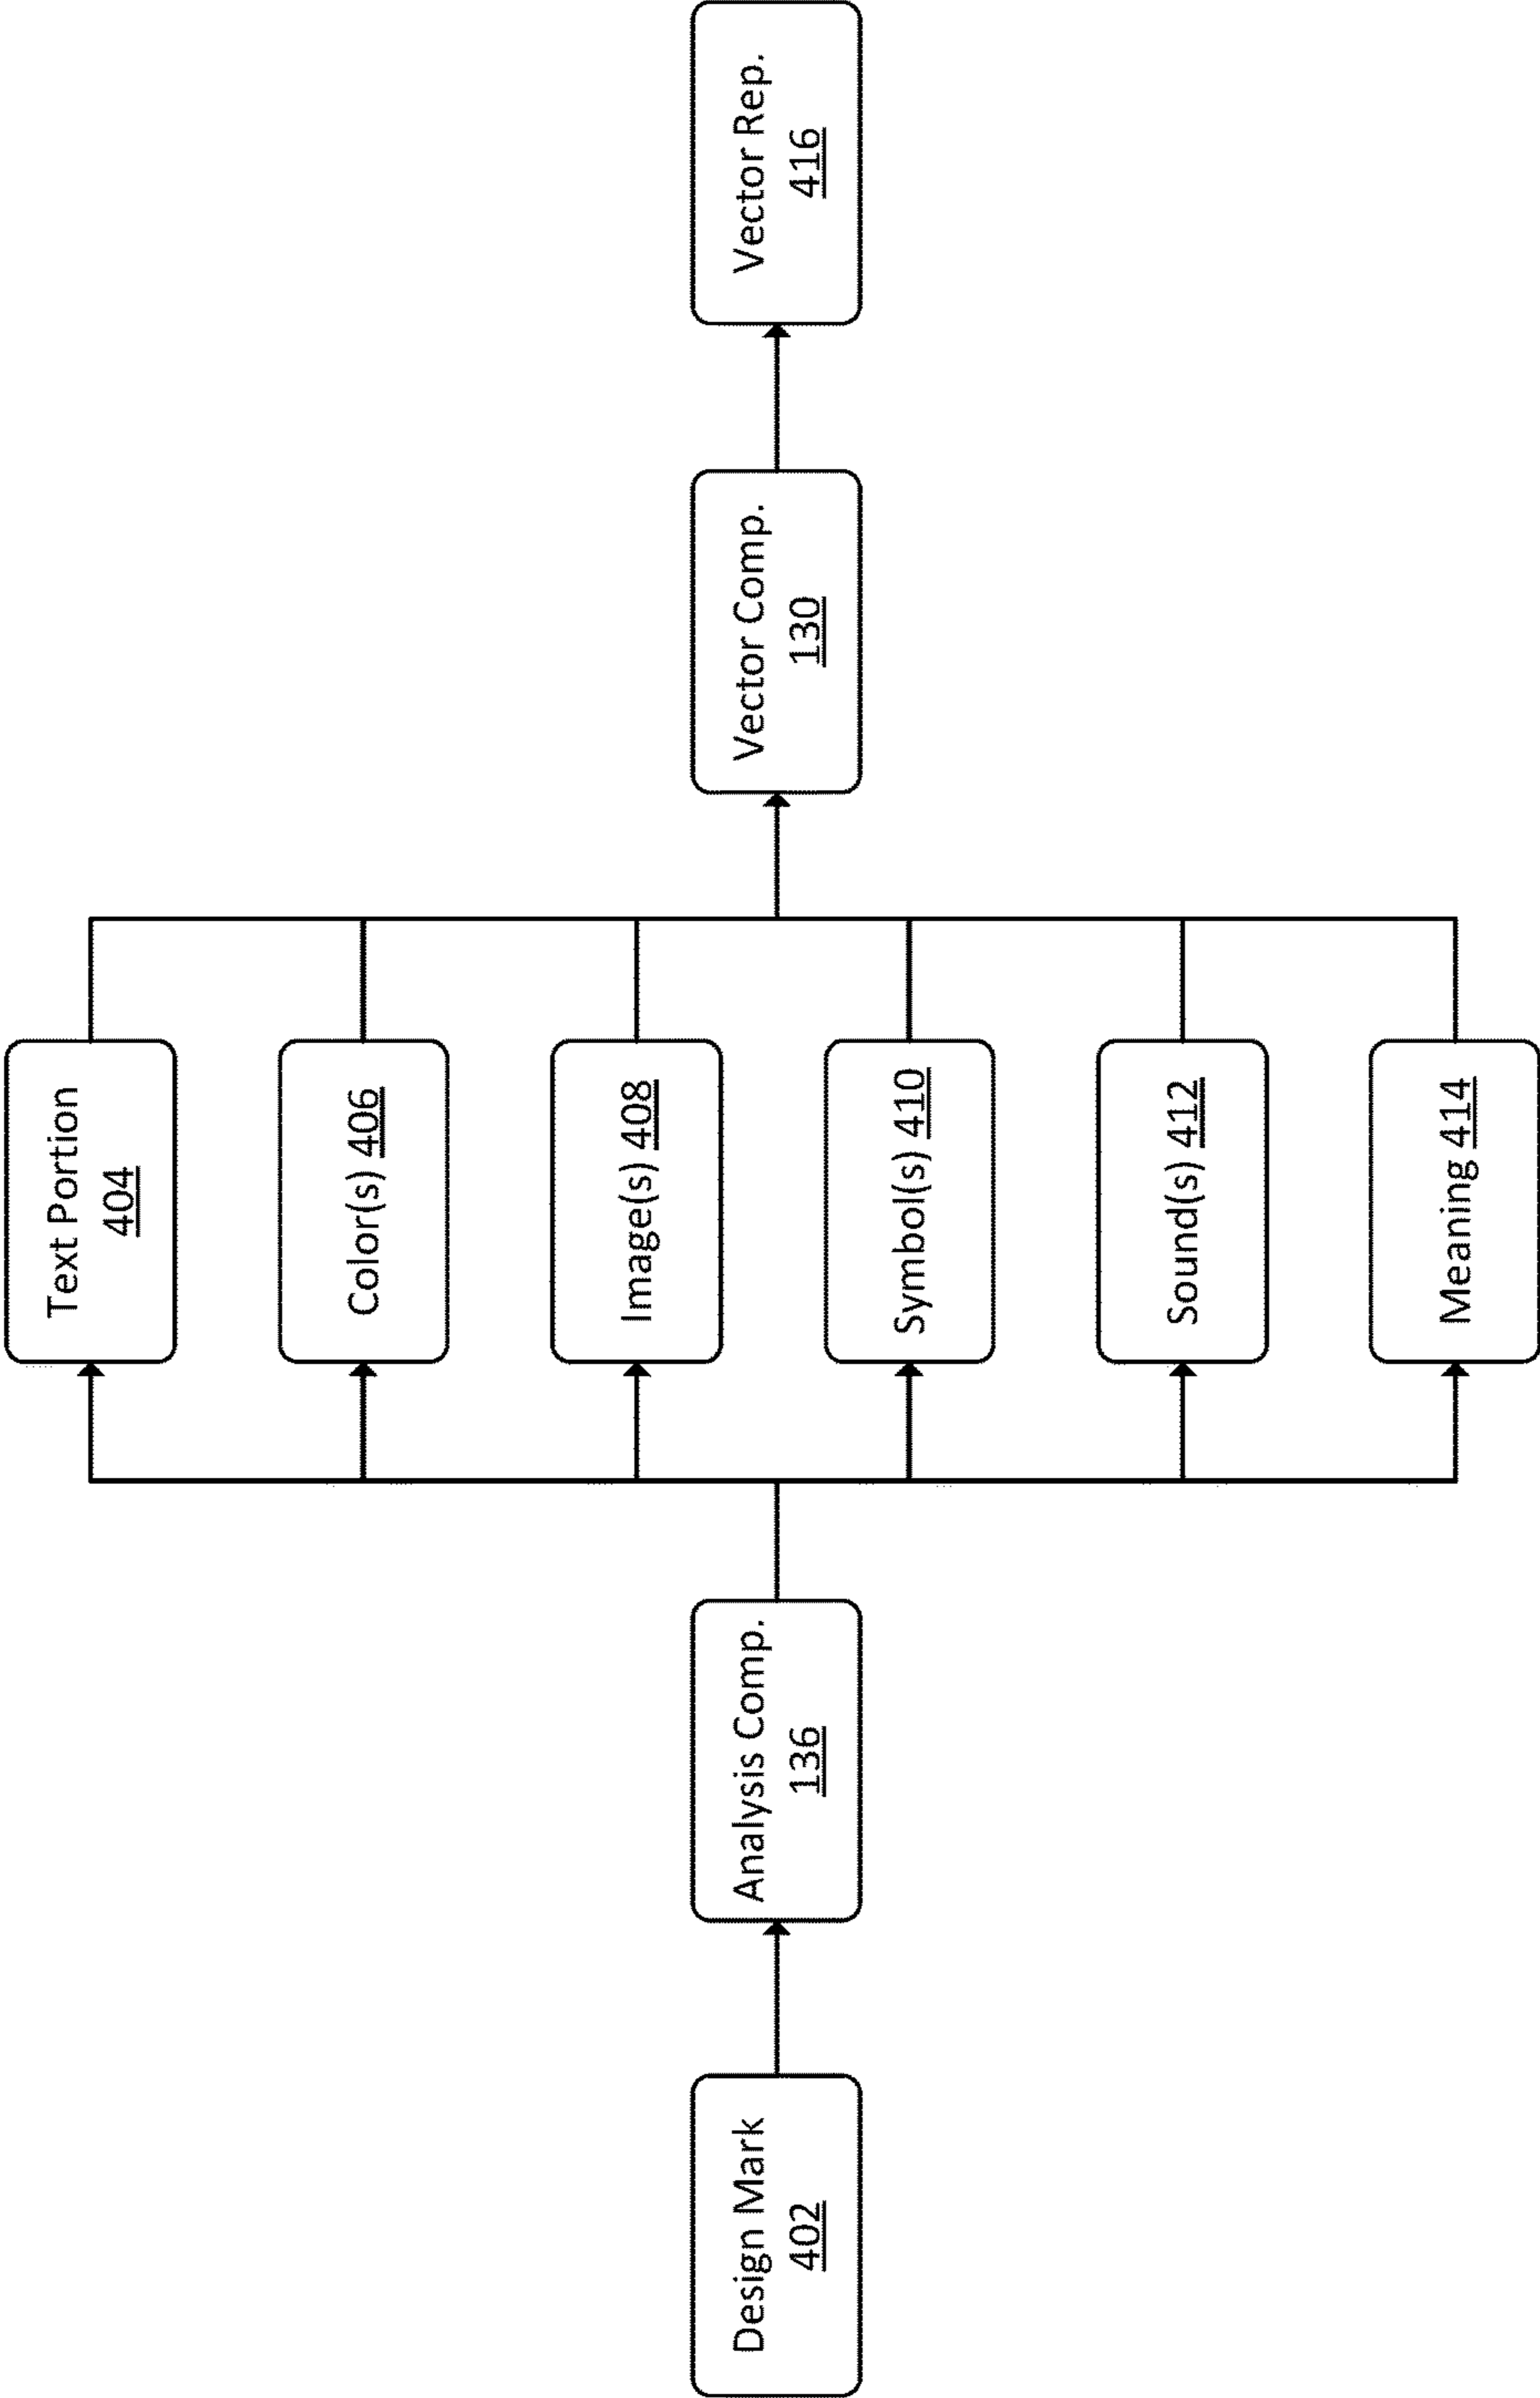 Design Mark
402
Analysis Comp.
136
Text Portion
404
Color(s) 406
Image(s) 408
Symbol(s) 410
Sound(s) 412
Meaning 414
Vector Comp.
130
Vector Rep.
416